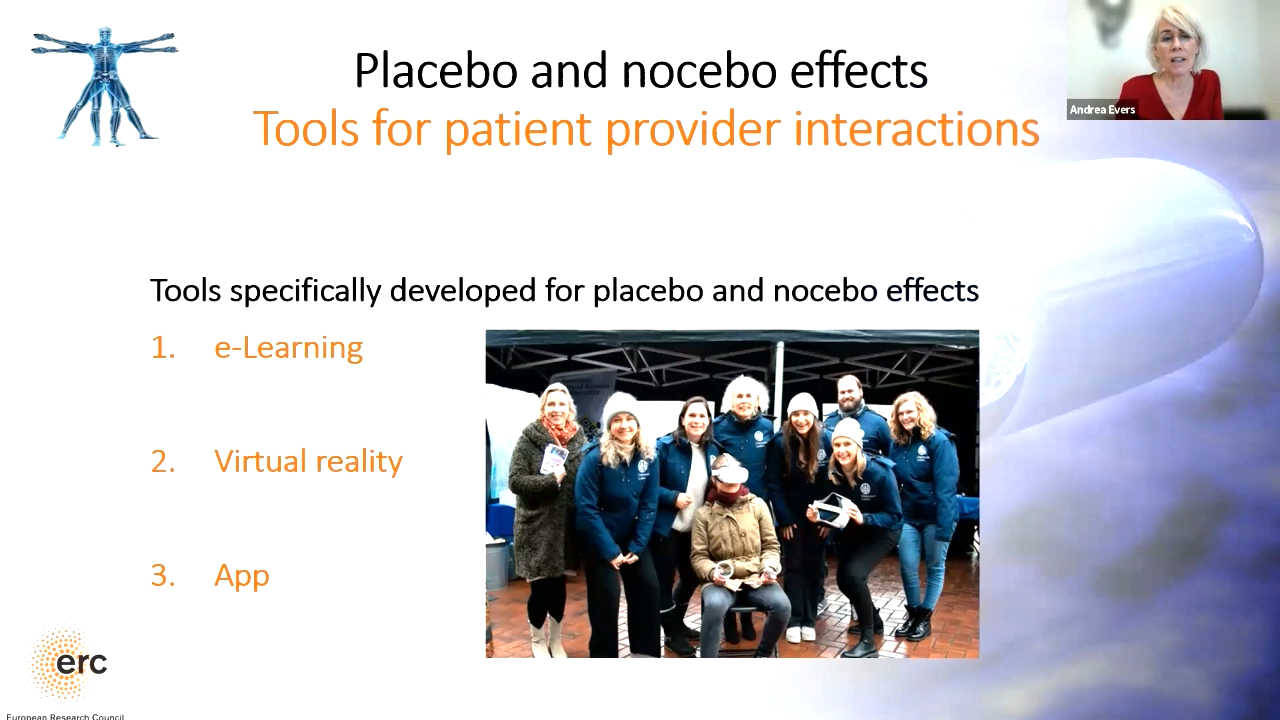 Placebo and nocebo effects
Tools for patient provider interactions
Andrea Evers
Tools specifically developed for placebo and nocebo effects
1. e-Learning
2. Virtual reality
3. App
erc
European Research Council